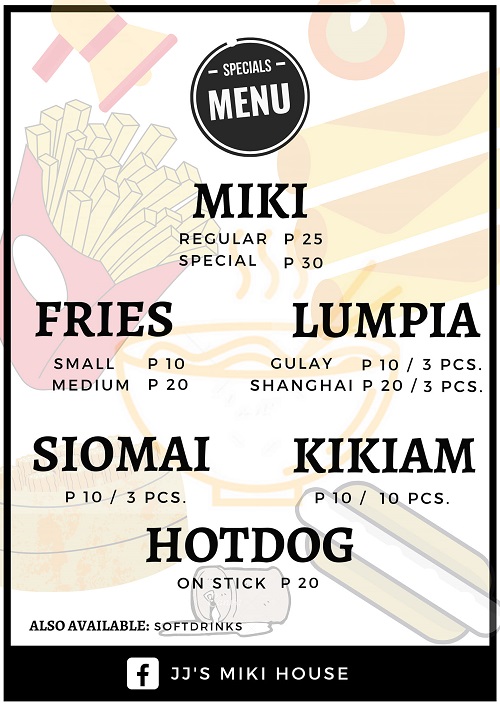 SPECIALS
MENU
MIKI
REGULAR P 25
SPECIAL P 30
FRIES
SMALL P 10
MEDIUM P 20
LUMPIA
GULAY P 10 / 3 PCS.
SHANGHAI P 20 / 3 PCS.
SIOMAI
P 10 / 3 PCS.
KIKIAM
P 10 / 10 PCS.
HOTDOG
ON STICK P 20
ALSO AVAILABLE: SOFTDRINKS
JJ'S MIKI HOUSE